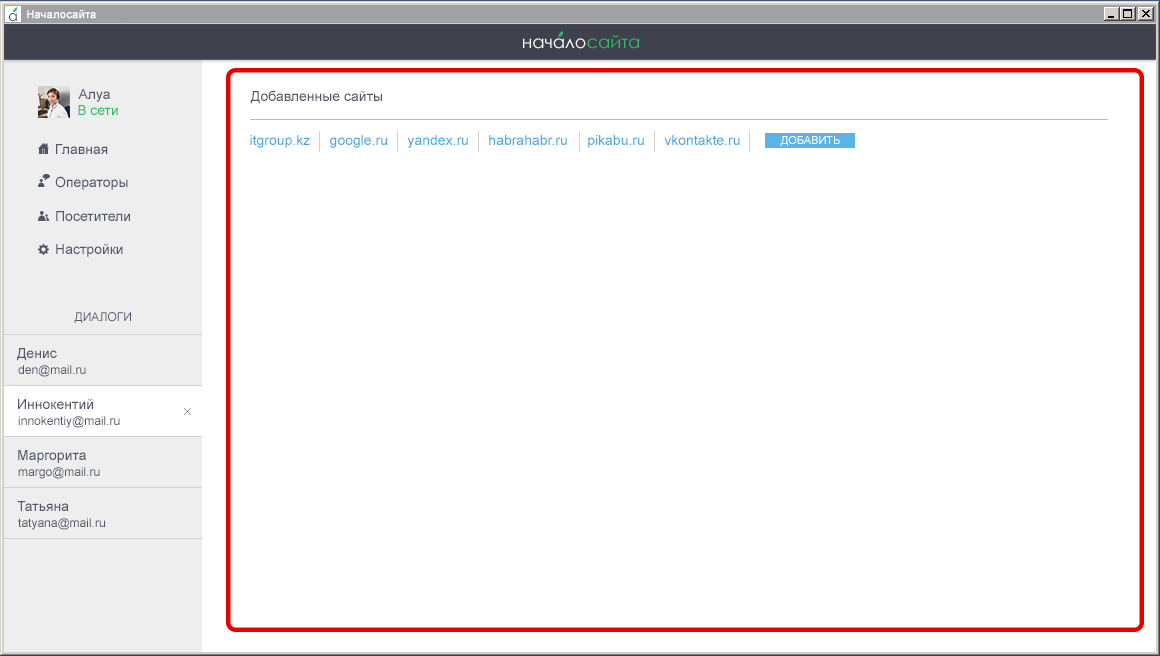 Началосайта
началосайта
Алуа
В сети
Главная
Операторы
Посетители
Настройки
ДИАЛОГИ
Денис
den@mail.ru
Иннокентий
innokentiy@mail.ru
Маргорита
margo@mail.ru
Татьяна
tatyana@mail.ru
Добавленные сайты
itgroup.kz google.ru yandex.ru habrahabr.ru pikabu.ru vkontakte.ru ДОБАВИТЬ